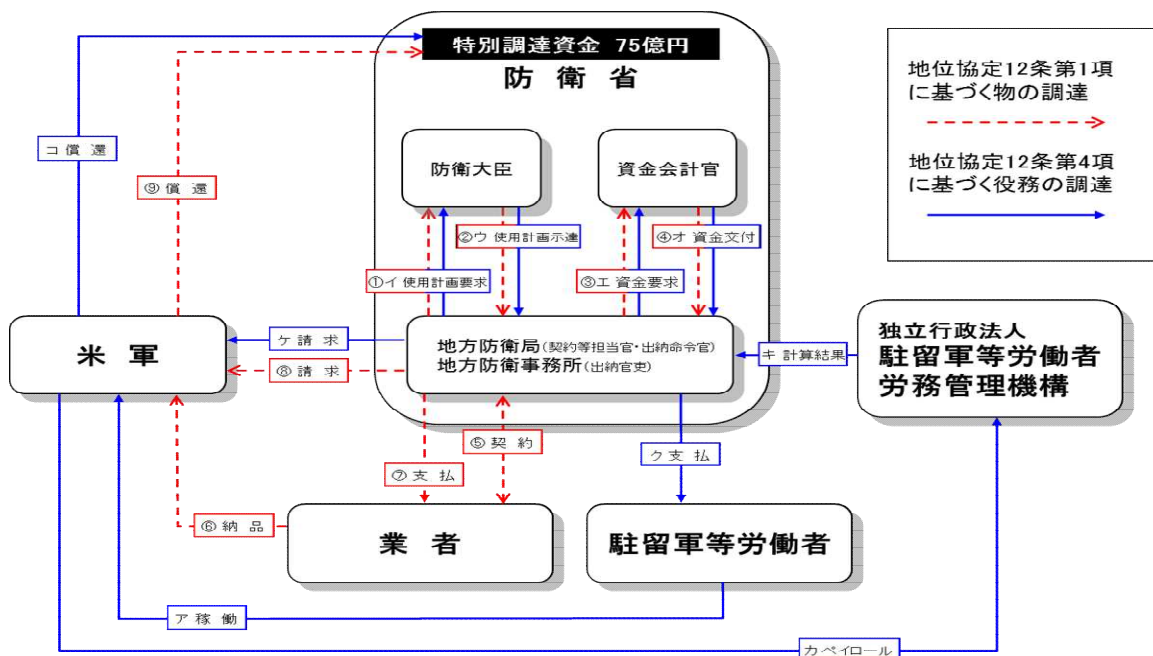 特別調達資金 75億円
防衛省
地位協定12条第1項
に基づく物の調達
地位協定12条第4項
に基づく役務の調達
コ 償 還
⑨ 償 還
防衛大臣
資金会計官
②ウ 使用計画示達
④オ 資金交付
①イ 使用計画要求
③エ 資金要求
米 軍
ケ 請 求
⑧ 請 求
地方防衛局(契約等担当官・出納命令官)
地方防衛事務所(出納官吏)
キ 計算結果
独立行政法人
駐留軍等労働者
労務管理機構
⑤ 契 約
ク 支 払
⑦ 支 払
⑥ 納 品
業 者
駐留軍等労働者
ア 稼 働
カ ペイロール